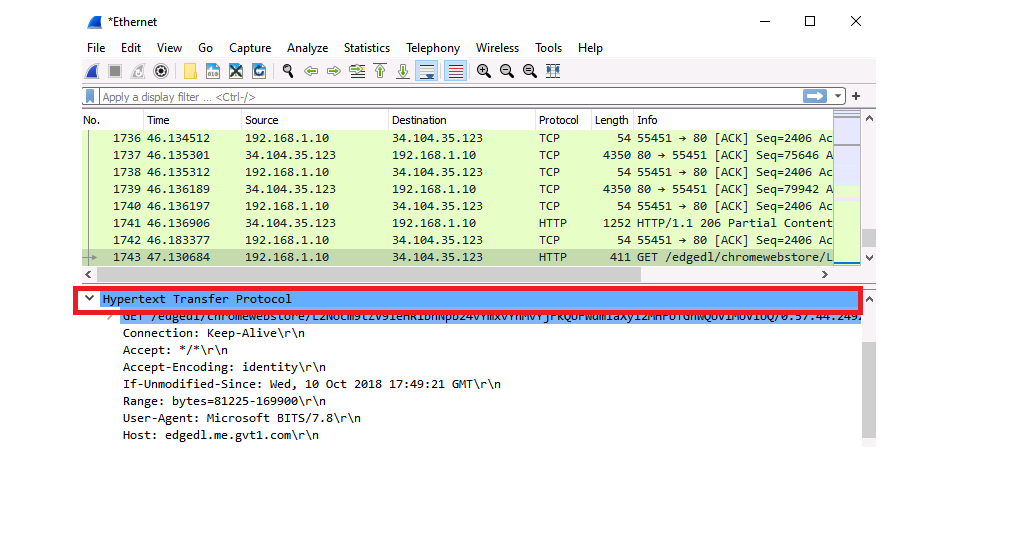 *Ethernet
File Edit View Go Capture Analyze Statistics Telephony Wireless Tools Help
Apply a display filter ... <Ctrl-/>
No. Time Source Destination Protocol Length Info
1736 46.134512 192.168.1.10 34.104.35.123 TCP 54 55451 → 80 [ACK] Seq=2406 Ac
1737 46.135301 34.104.35.123 192.168.1.10 TCP 4350 80 → 55451 [ACK] Seq=75646 A
1738 46.135312 192.168.1.10 34.104.35.123 TCP 54 55451 → 80 [ACK] Seq=2406 Ac
1739 46.136189 34.104.35.123 192.168.1.10 TCP 4350 80 → 55451 [ACK] Seq=79942 A
1740 46.136197 192.168.1.10 34.104.35.123 TCP 54 55451 → 80 [ACK] Seq=2406 Ac
1741 46.136906 34.104.35.123 192.168.1.10 HTTP 1252 HTTP/1.1 206 Partial Content
1742 46.183377 192.168.1.10 34.104.35.123 TCP 54 55451 → 80 [ACK] Seq=2406 Ac
1743 47.130684 192.168.1.10 34.104.35.123 HTTP 411 GET /edgedl/chromewebstore/L
Hypertext Transfer Protocol
GET
Connection: Keep-Alive\r\n
Accept: */*\r\n
Accept-Encoding: identity\r\n
If-Unmodified-Since: Wed, 10 Oct 2018 17:49:21 GMT\r\n
Range: bytes=81225-169900\r\n
User-Agent: Microsoft BITS/7.8\r\n
Host: edgedl.me.gvt1.com\r\n